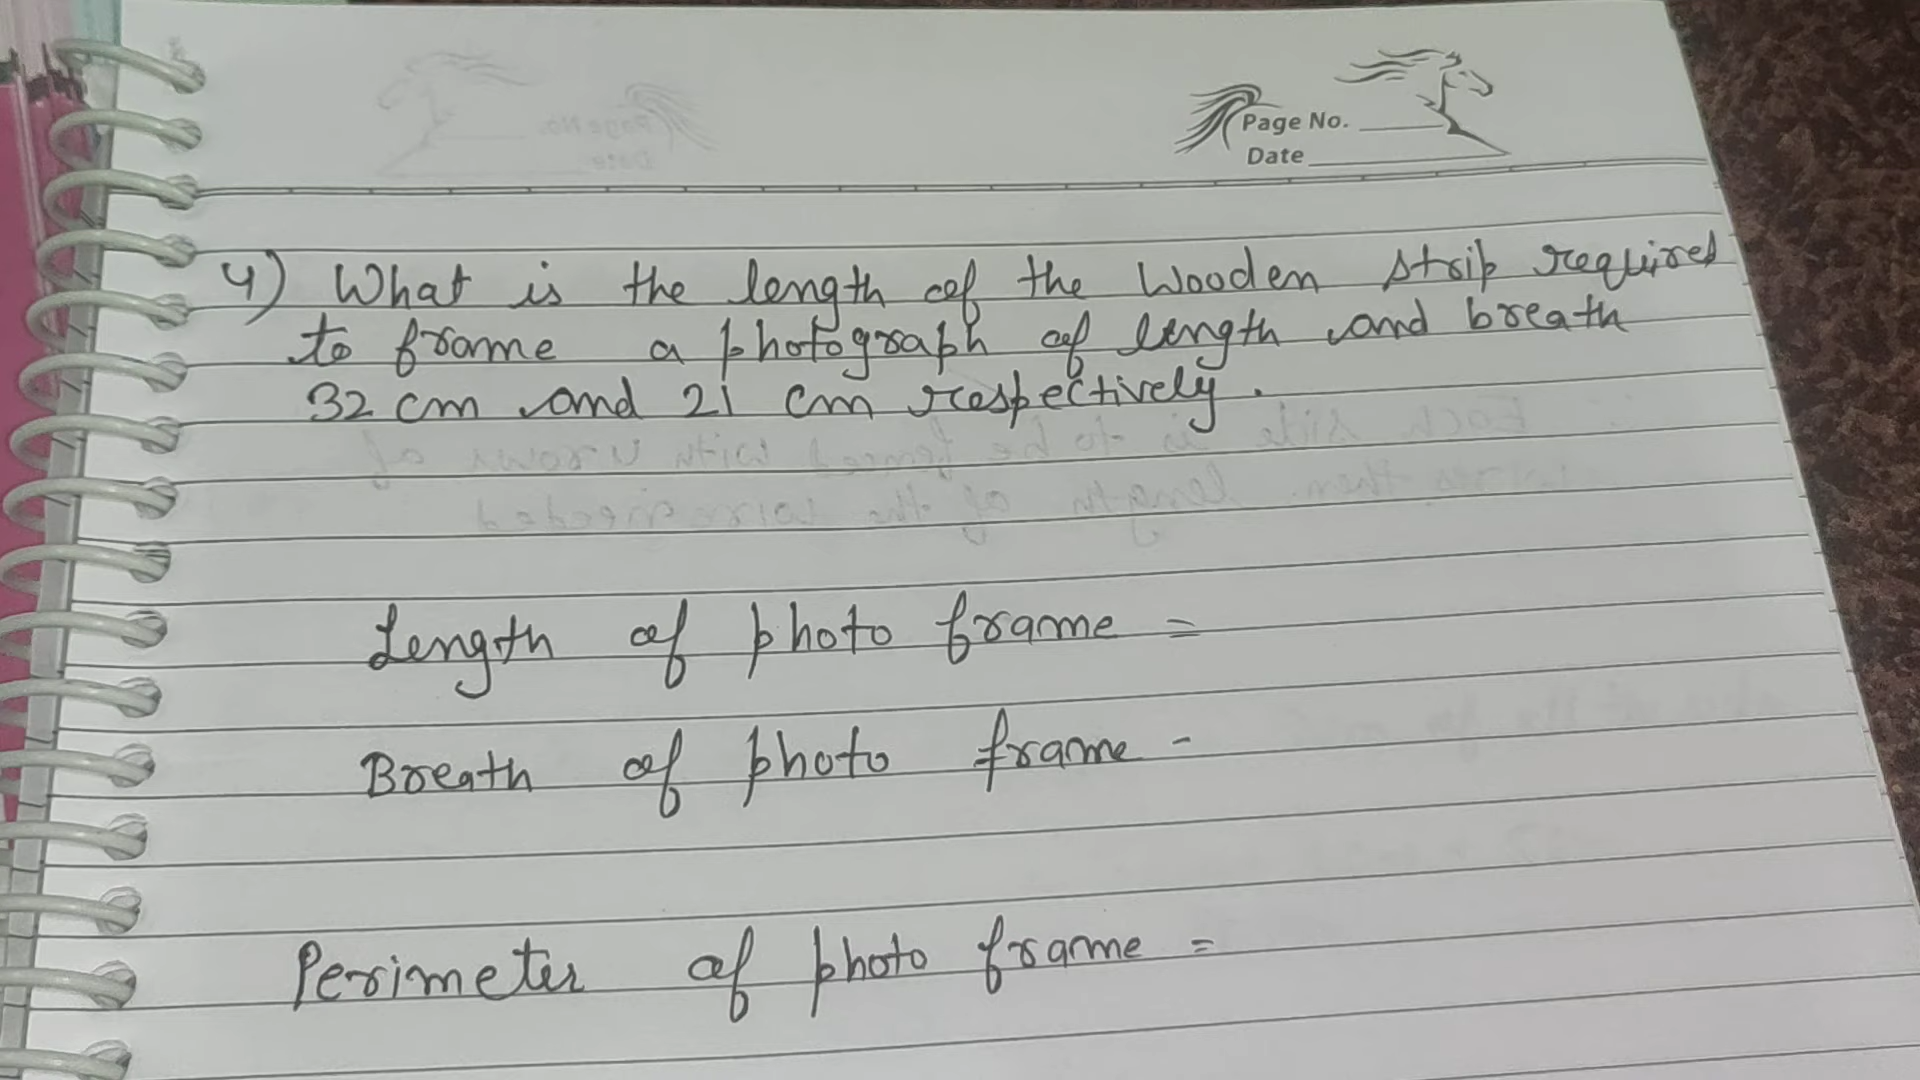 Page No.
Date
4) What is the length of the Wooden strip required
to frame a photograph of length and breath
32 cm and 21 cm respectively.
Length of photo frame =
Breath of photo frame -
Perimeter of photo frame =